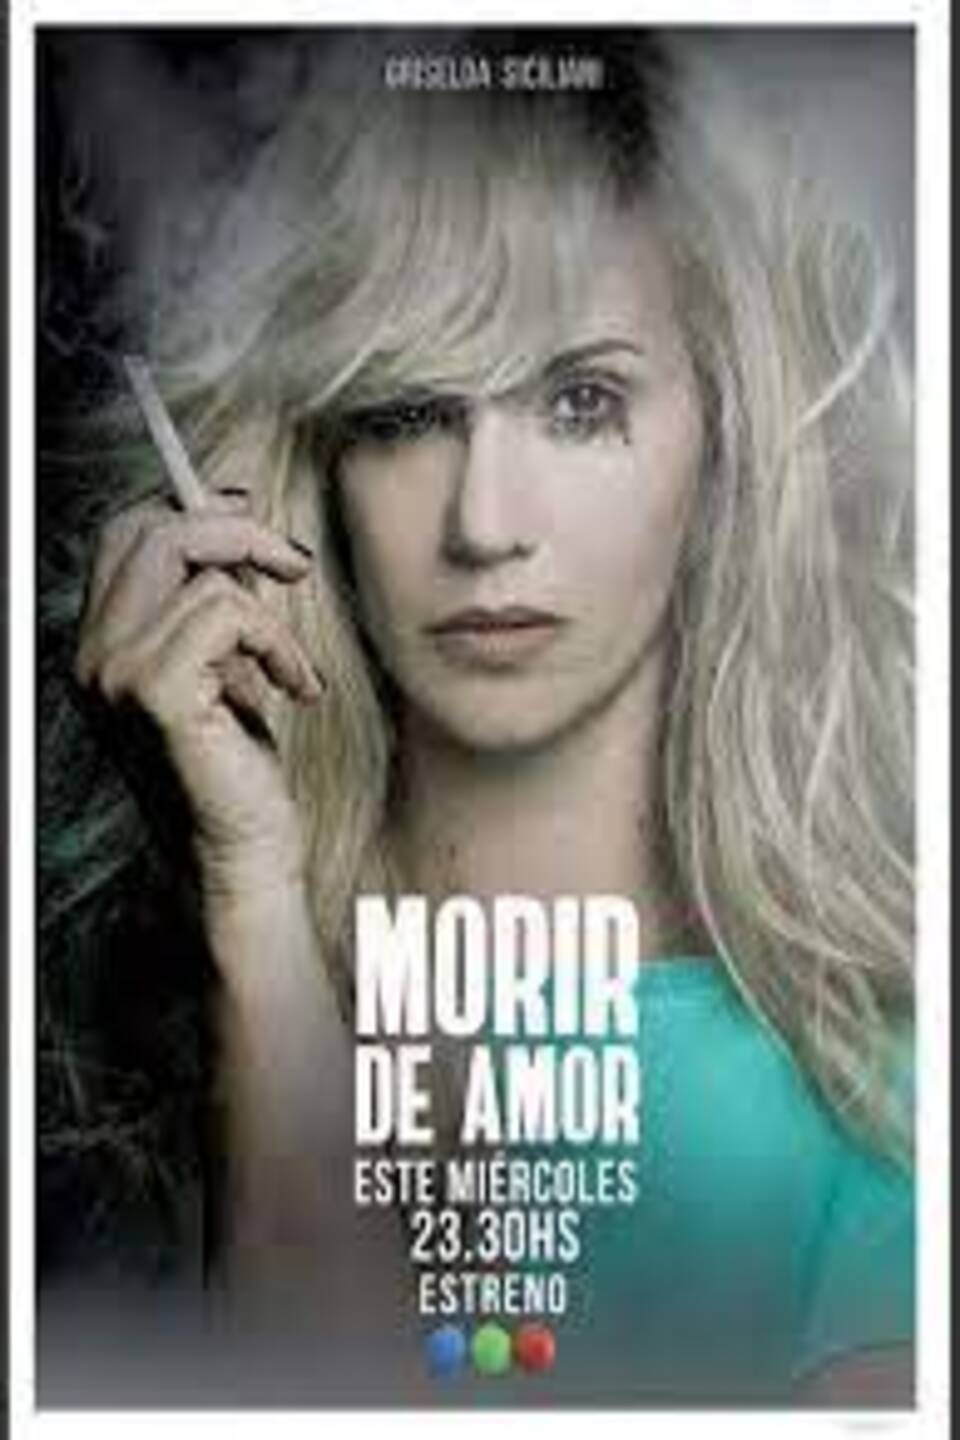 GRISELDA SICILIANI
MORIR
DE AMOR
ESTE MIÉRCOLES
23.30HS
ESTRENO